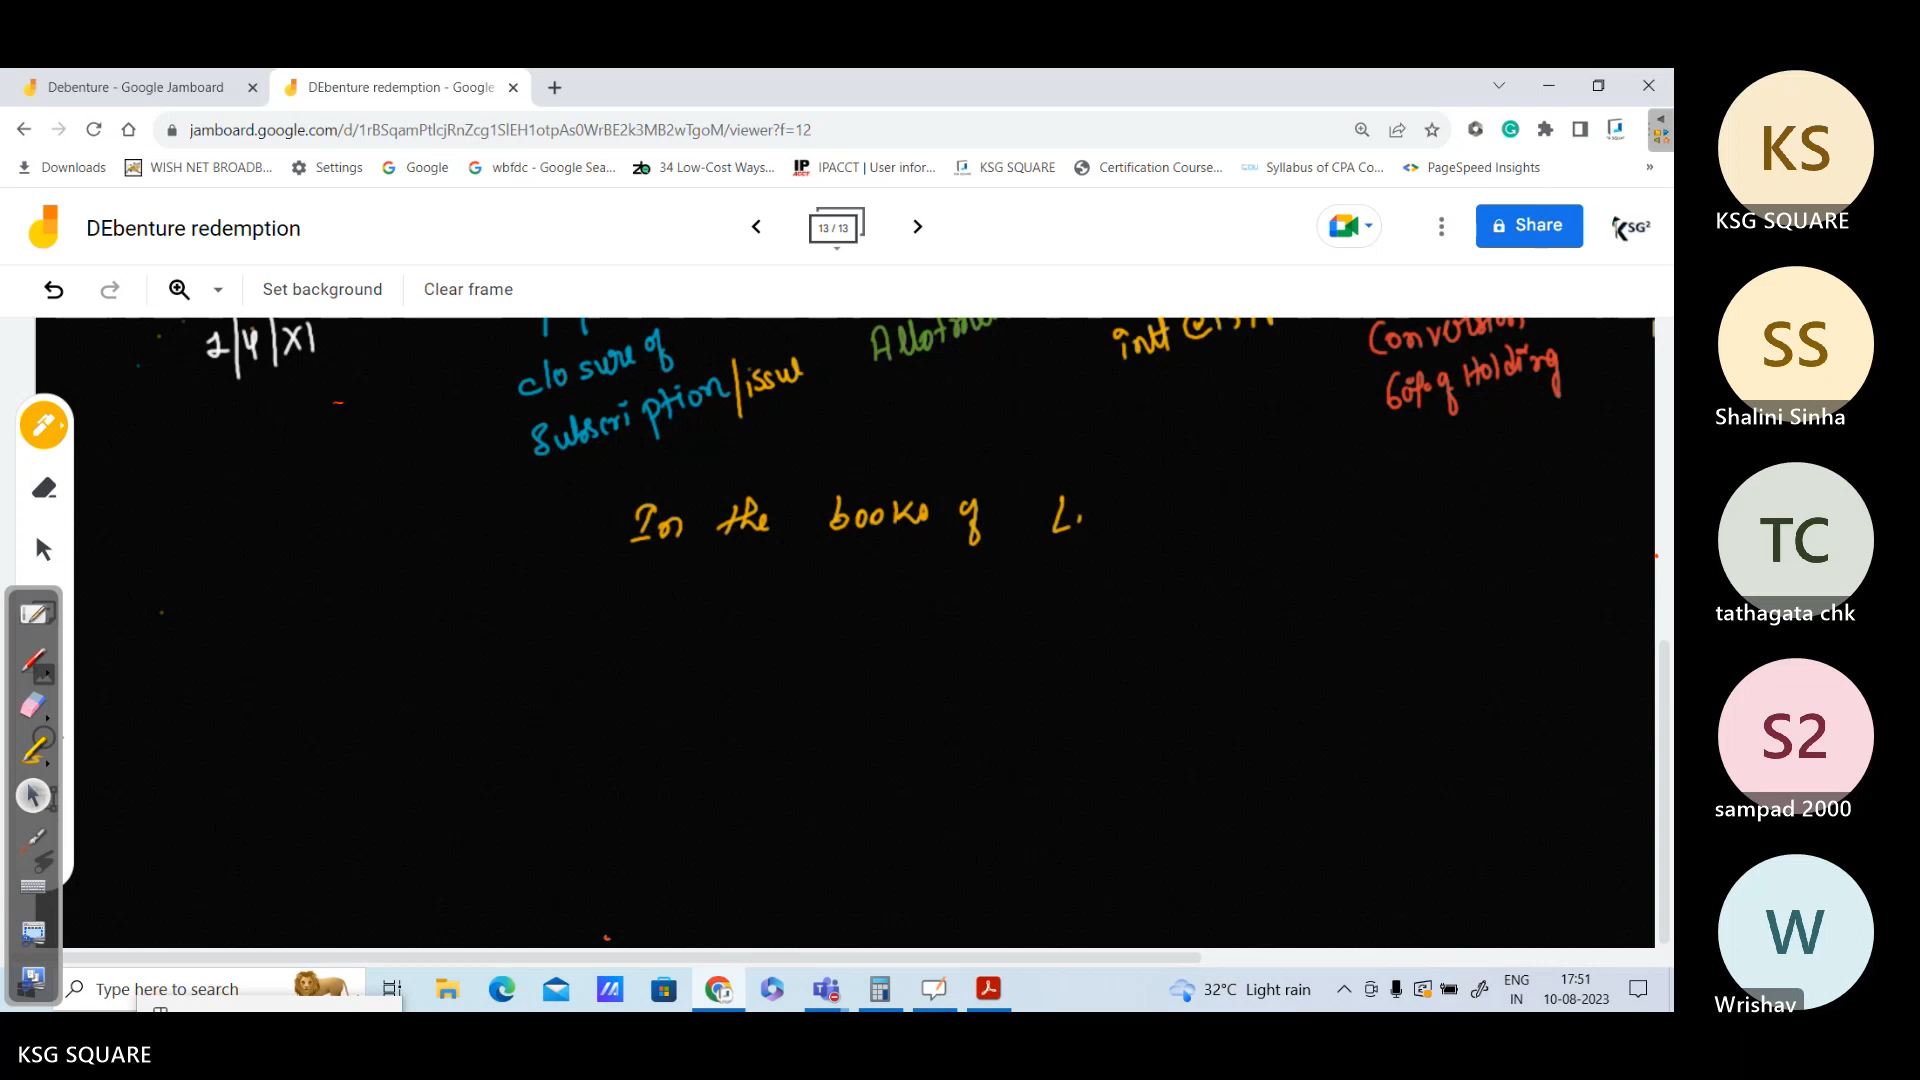 Debenture - Google Jamboard
DEbenture redemption - Google
jamboard.google.com/d/1rBSqamPtlcjRnZcg1SlEH1otpAs0WrBE2k3MB2wTgoM/viewer?f=12
Downloads WISH NET BROADB... Settings Google wbfdc - Google Sea... 34 Low-Cost Ways... IPACCT | User infor... KSG SQUARE Certification Course... Syllabus of CPA Co... PageSpeed Insights »
DEbenture redemption
13 / 13
Share
KSG²
Set background
Clear frame
closure of
Subscription/issue
intt @ 15%
Conversion
60% of Holding
In the books of L.
Type here to search
32°C Light rain
ENG
IN
17:51
10-08-2023
KS
KSG SQUARE
SS
Shalini Sinha
TC
tathagata chk
S2
sampad 2000
W
Wrishav
KSG SQUARE